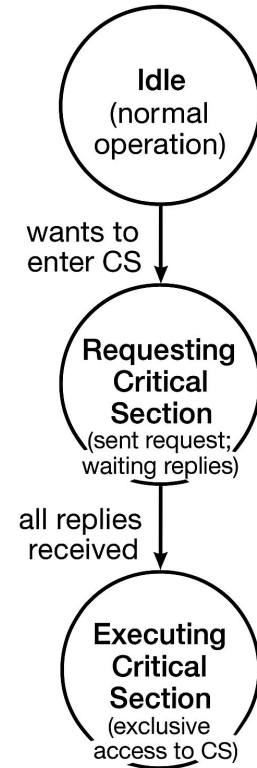 Idle
(normal
operation)
wants to
enter CS
Requesting
Critical
Section
(sent request;
waiting replies)
all replies
received
Executing
Critical
Section
(exclusive
access to CS)